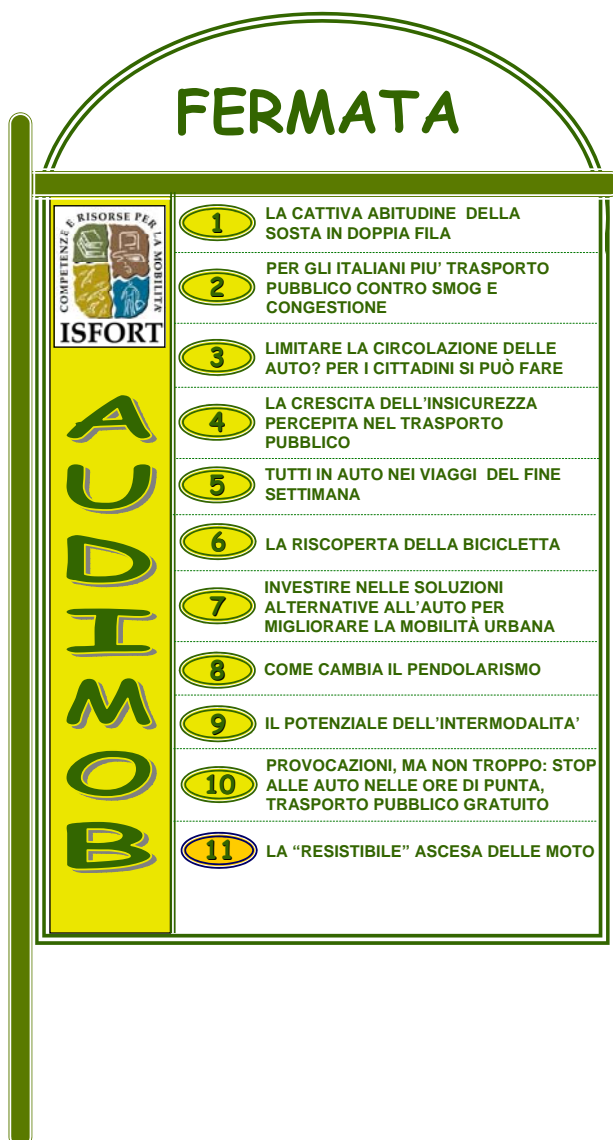 FERMATA
COMPETENZE E RISORSE PER LA MOBILITÀ
ISFORT
AUDIMOB
1 LA CATTIVA ABITUDINE DELLA
SOSTA IN DOPPIA FILA
2 PER GLI ITALIANI PIU' TRASPORTO
PUBBLICO CONTRO SMOG E
CONGESTIONE
3 LIMITARE LA CIRCOLAZIONE DELLE
AUTO? PER I CITTADINI SI PUÒ FARE
4 LA CRESCITA DELL'INSICUREZZA
PERCEPITA NEL TRASPORTO
PUBBLICO
5 TUTTI IN AUTO NEI VIAGGI DEL FINE
SETTIMANA
6 LA RISCOPERTA DELLA BICICLETTA
7 INVESTIRE NELLE SOLUZIONI
ALTERNATIVE ALL'AUTO PER
MIGLIORARE LA MOBILITÀ URBANA
8 COME CAMBIA IL PENDOLARISMO
9 IL POTENZIALE DELL'INTERMODALITA'
10 PROVOCAZIONI, MA NON TROPPO: STOP
ALLE AUTO NELLE ORE DI PUNTA,
TRASPORTO PUBBLICO GRATUITO
11 LA “RESISTIBILE” ASCESA DELLE MOTO